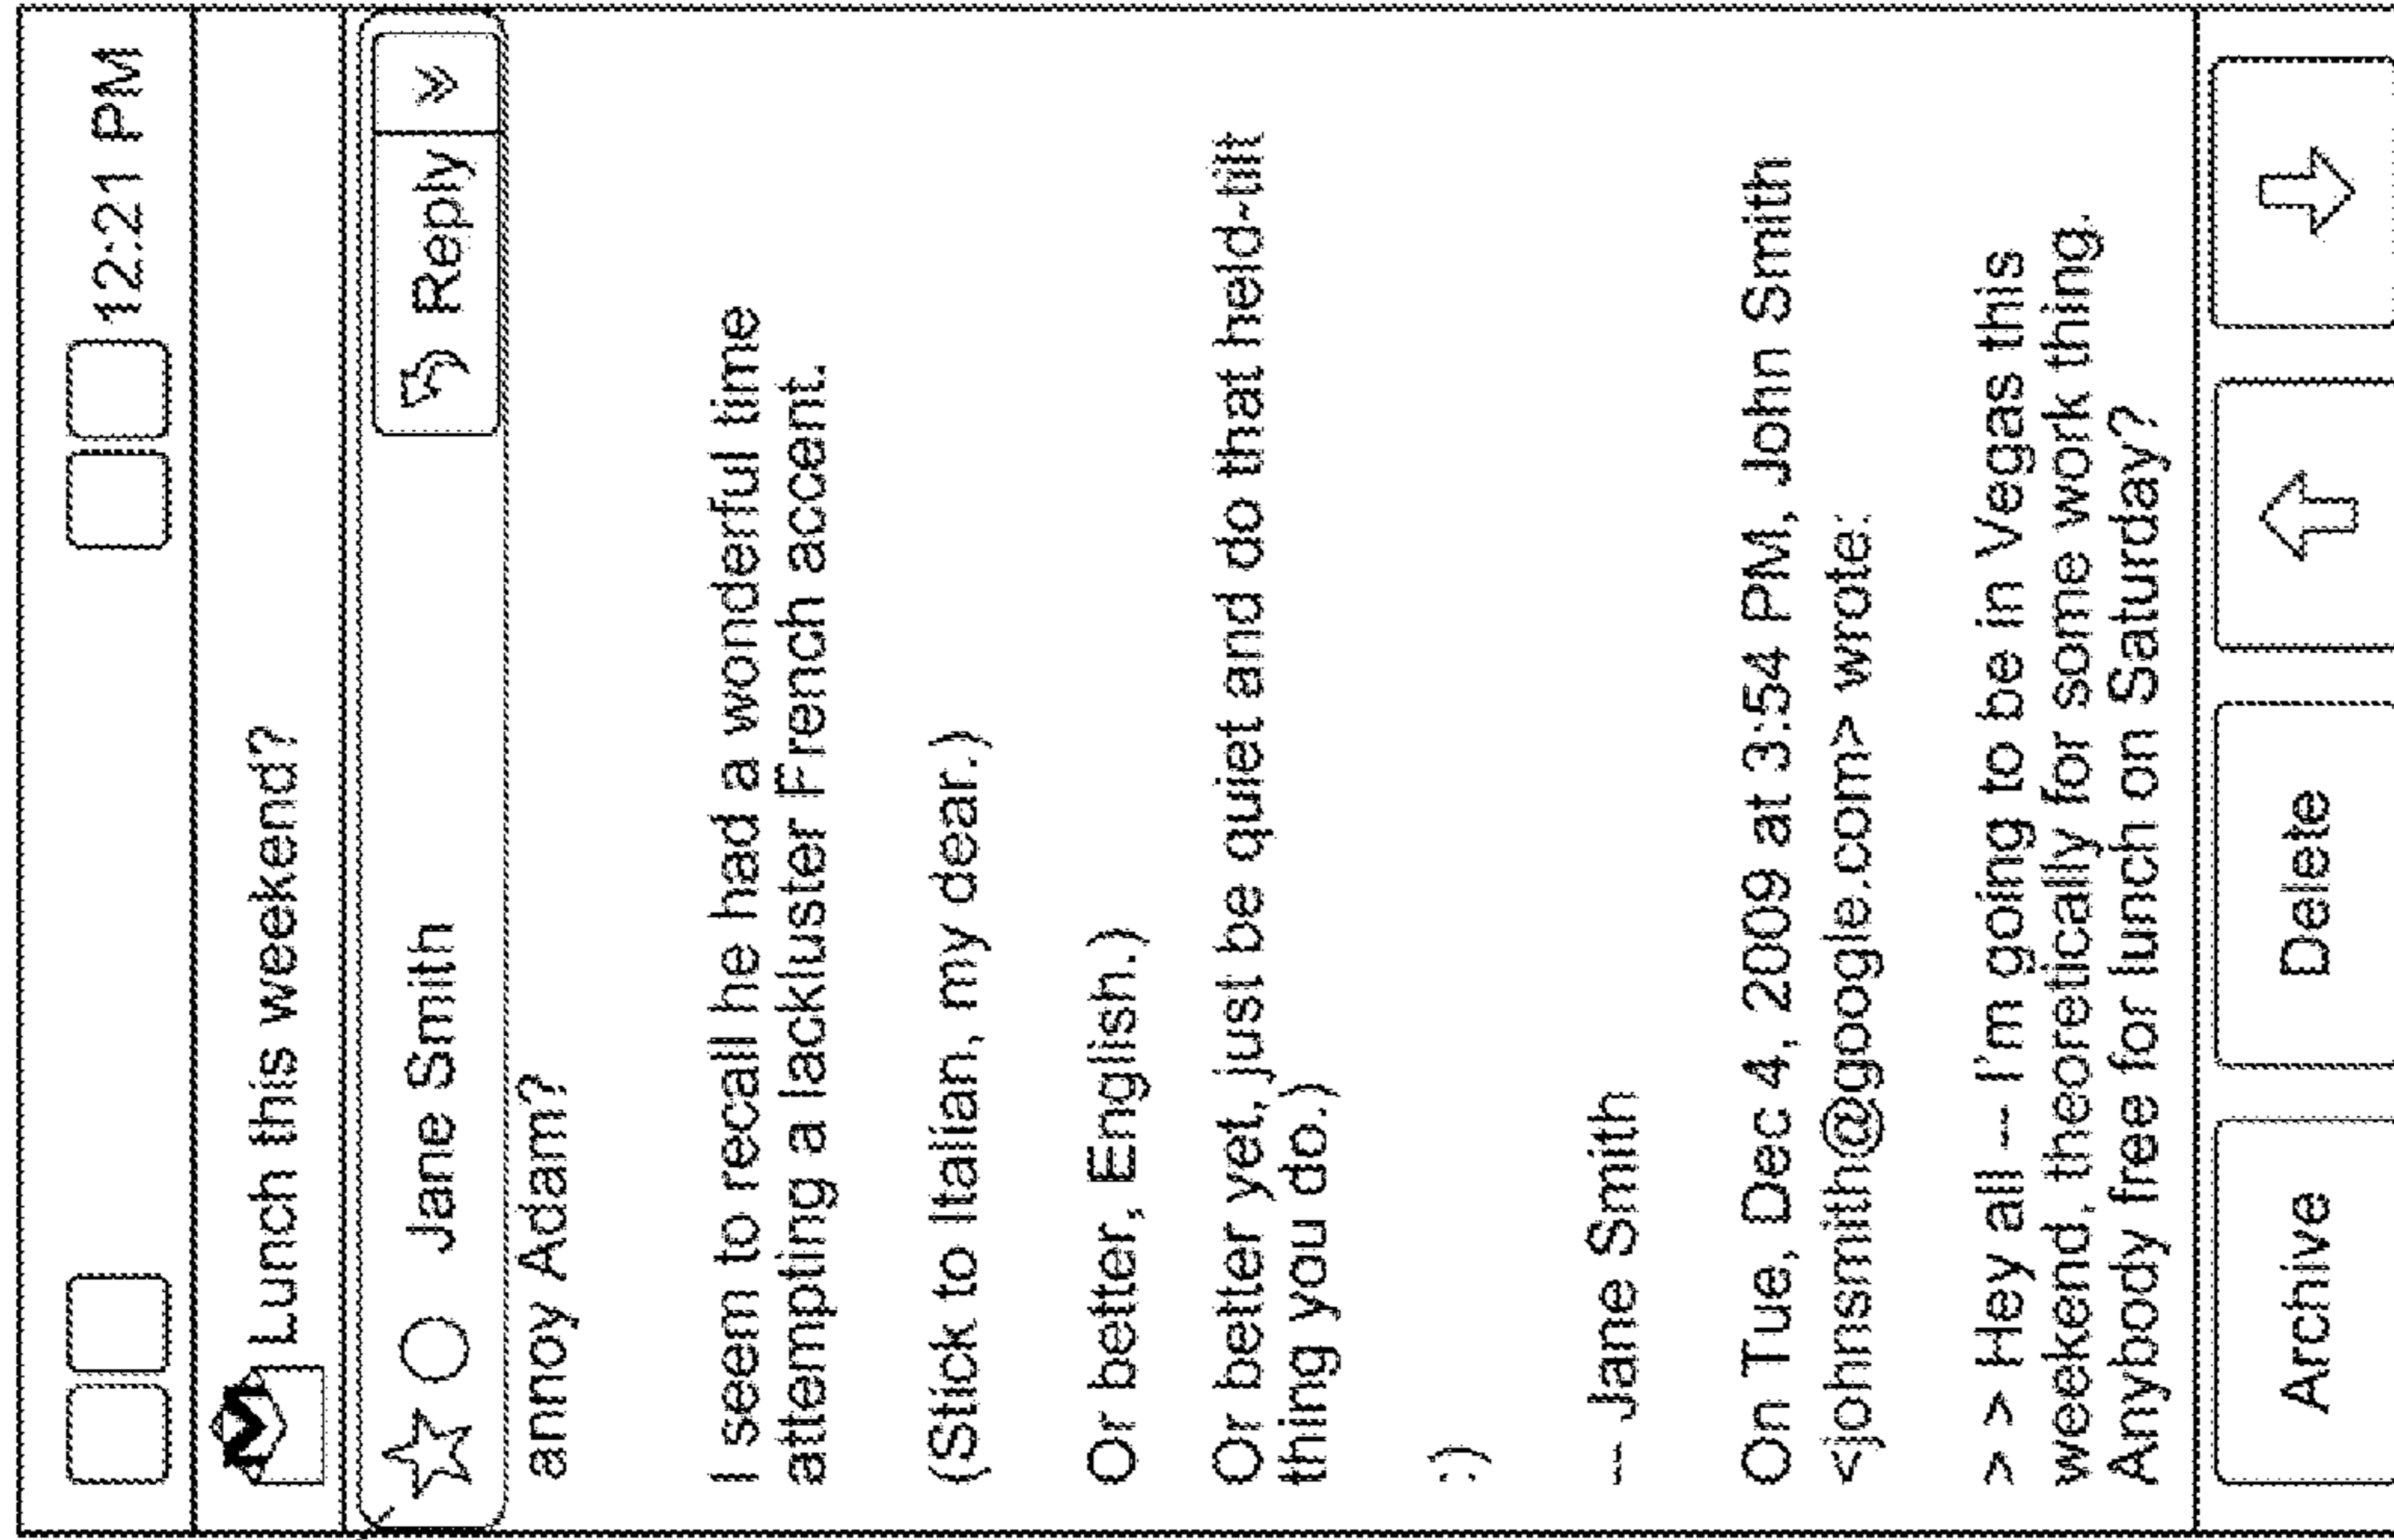 12:21 PM
Lunch this weekend?
Jane Smith
Reply
annoy Adam?
I seem to recall he had a wonderful time
attempting a lackluster French accent.
(Stick to Italian, my dear.)
Or better, English.)
Or better yet, just be quiet and do that held-tilt
thing you do.)
:)
-- Jane Smith
On Tue, Dec 4, 2009 at 3:54 PM, John Smith
<johnsmith@google.com> wrote:
> > Hey all -- I'm going to be in Vegas this
weekend, theoretically for some work thing.
Anybody free for lunch on Saturday?
Archive
Delete